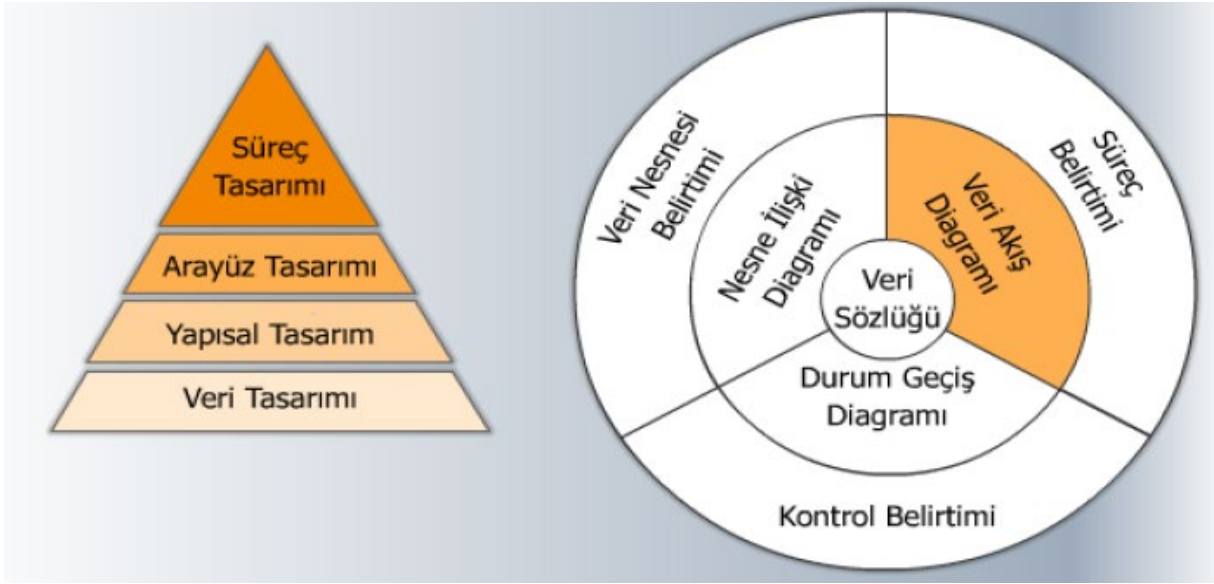 Süreç
Tasarımı
Arayüz Tasarımı
Yapısal Tasarım
Veri Tasarımı
Veri Nesnesi
Belirtimi
Nesne İlişki
Diagramı
Veri Akış
Diagramı
Süreç
Belirtimi
Veri
Sözlüğü
Durum Geçiş
Diagramı
Kontrol Belirtimi